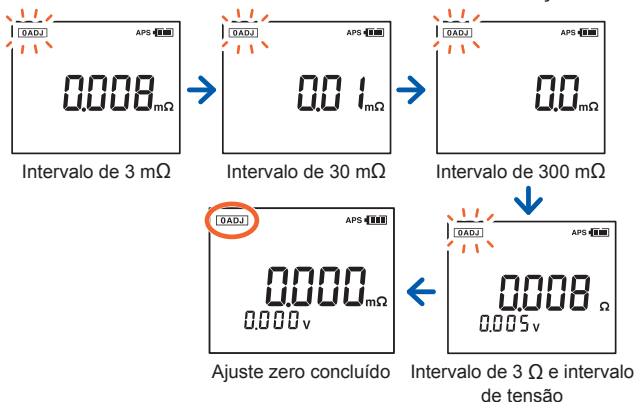 0ADJ APS
0.008 mΩ
Intervalo de 3 mΩ
0ADJ APS
0.01 mΩ
Intervalo de 30 mΩ
0ADJ APS
0.0 mΩ
Intervalo de 300 mΩ
0ADJ APS
0.008 Ω
0.005 v
Intervalo de 3 Ω e intervalo
de tensão
0ADJ APS
0.000 mΩ
0.000 v
Ajuste zero concluído